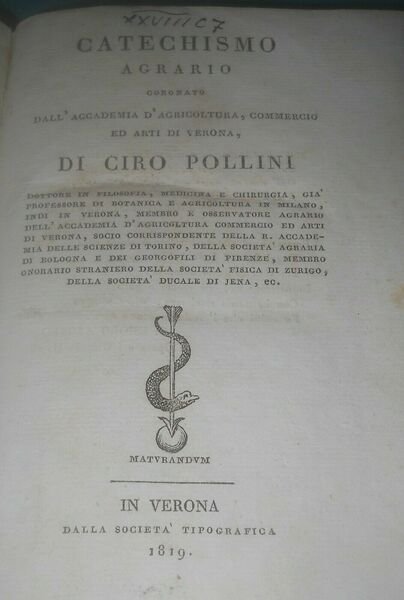 XXVIII C7
CATECHISMO
AGRARIO
CORONATO
DALL' ACCADEMIA D'AGRICOLTURA, COMMERCIO
ED ARTI DI VERONA,
DI CIRO POLLINI
DOTTORE IN FILOSOFIA, MEDICINA E CHIRURGIA, GIA'
PROFESSORE DI BOTANICA E AGRICOLTURA IN MILANO,
INDI IN VERONA, MEMBRO E OSSERVATORE AGRARIO
DELL'ACCADEMIA D'AGRICOLTURA COMMERCIO ED ARTI
DI VERONA, SOCIO CORRISPONDENTE DELLA R. ACCADE-
MIA DELLE SCIENZE DI TORINO, DELLA SOCIETA' AGRARIA
DI BOLOGNA E DEI GEORGOFILI DI FIRENZE, MEMBRO
ONORARIO STRANIERO DELLA SOCIETA' FISICA DI ZURIGO,
DELLA SOCIETA' DUCALE DI JENA, EC.
MATVRANDVM
IN VERONA
DALLA SOCIETA' TIPOGRAFICA
1819.